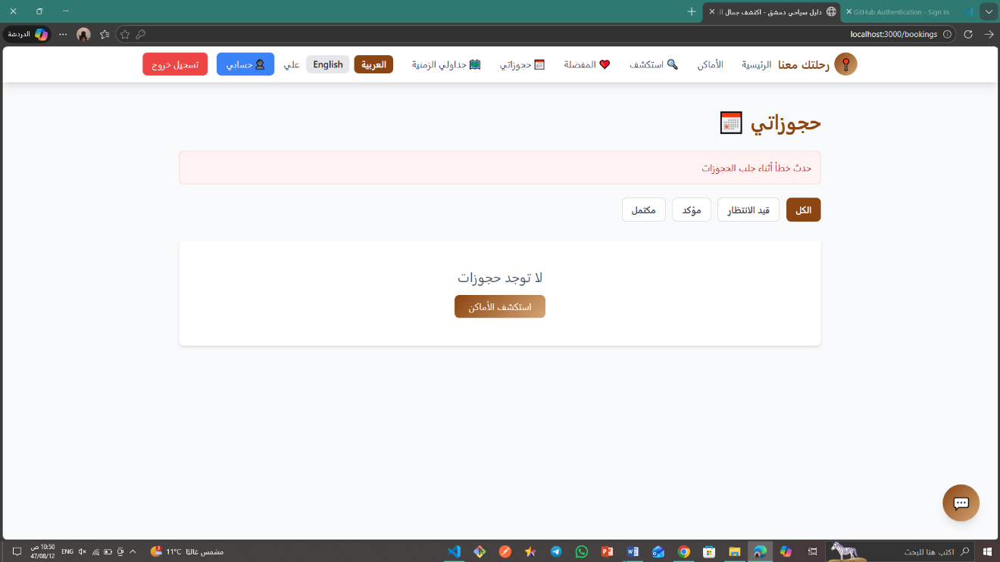 GitHub Authentication - Sign In
دليل سياحي دمشق - اكتشف جمال ال
localhost:3000/bookings
الدردشة
رحلتك معنا
الرئيسية
الأماكن
استكشف
المفضلة
حجوزاتي
جداولي الزمنية
العربية
English
علي
حسابي
تسجيل خروج
حجوزاتي
حدث خطأ أثناء جلب الحجوزات
الكل
قيد الانتظار
مؤكد
مكتمل
لا توجد حجوزات
استكشف الأماكن
اكتب هنا للبحث
مشمس غالبًا 11°C
2
ENG
10:50 ص
47/08/12